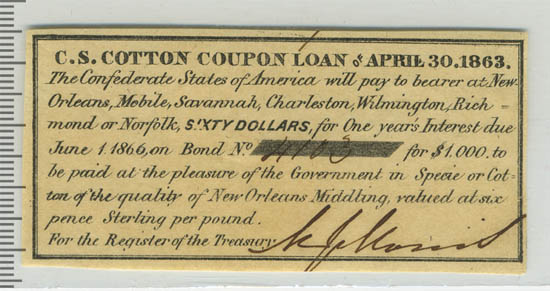 C.S. COTTON COUPON LOAN of APRIL 30.1863.
The Confederate States of America will pay to bearer at New
Orleans, Mobile, Savannah, Charleston, Wilmington, Rich=
mond or Norfolk, SIXTY DOLLARS, for One year's Interest due
June 1.1866, on Bond No. 4103 for $1.000. to
be paid at the pleasure of the Government in Specie or Cot=
ton of the quality of New Orleans Middling, valued at six
pence Sterling per pound.
For the Register of the Treasury